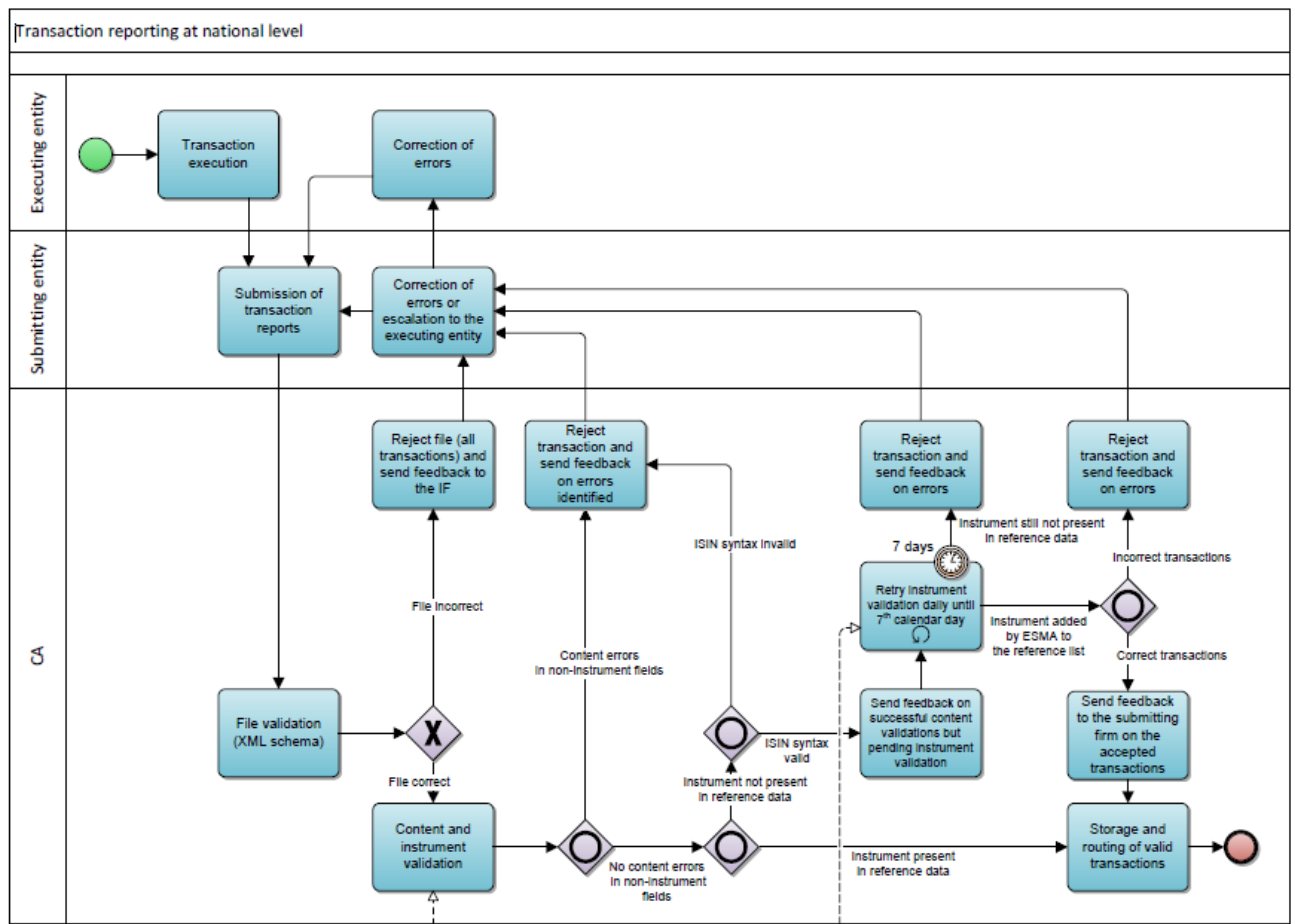 Transaction reporting at national level
Executing entity
Transaction
execution
Correction of
errors
Submitting entity
Submission of
transaction
reports
Correction of
errors or
escalation to the
executing entity
CA
Reject file (all
transactions) and
send feedback to
the IF
Reject
transaction and
send feedback
on errors
identified
Reject
transaction and
send feedback
on errors
Reject
transaction and
send feedback
on errors
Instrument still not present
in reference data
ISIN syntax invalid
7 days
Incorrect transactions
File incorrect
Retry instrument
validation daily until
7th calendar day
Instrument added
by ESMA to
the reference list
Content errors
in non-instrument fields
Correct transactions
File validation
(XML schema)
X
ISIN syntax
valid
Send feedback on
successful content
validations but
pending instrument
validation
Send feedback
to the submitting
firm on the
accepted
transactions
File correct
Instrument not present
in reference data
Content and
instrument
validation
No content errors
in non-instrument
fields
Instrument present
in reference data
Storage and
routing of valid
transactions